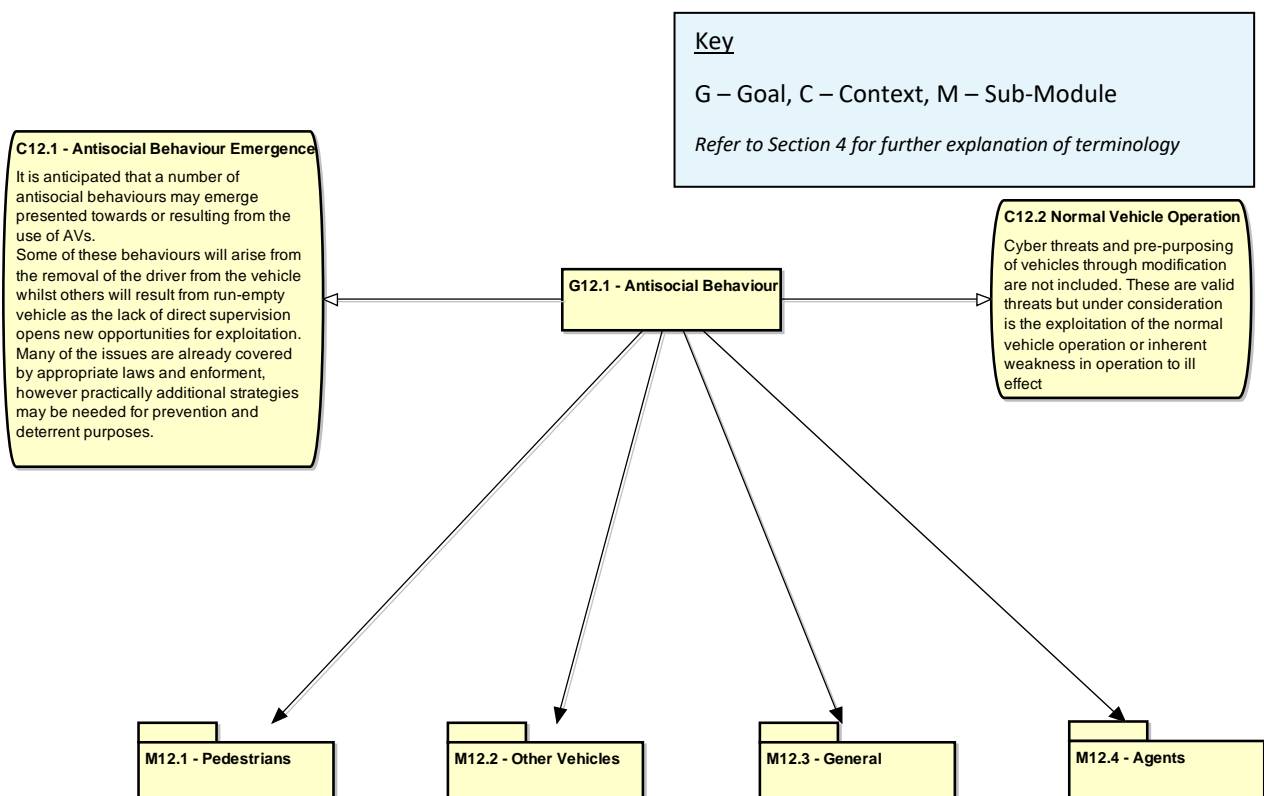 Key
G – Goal, C – Context, M – Sub-Module
Refer to Section 4 for further explanation of terminology
C12.1 - Antisocial Behaviour Emergence
It is anticipated that a number of
antisocial behaviours may emerge
presented towards or resulting from the
use of AVs.
Some of these behaviours will arise from
the removal of the driver from the vehicle
whilst others will result from run-empty
vehicle as the lack of direct supervision
opens new opportunities for exploitation.
Many of the issues are already covered
by appropriate laws and enforment,
however practically additional strategies
may be needed for prevention and
deterrent purposes.
G12.1 - Antisocial Behaviour
C12.2 Normal Vehicle Operation
Cyber threats and pre-purposing
of vehicles through modification
are not included. These are valid
threats but under consideration
is the exploitation of the normal
vehicle operation or inherent
weakness in operation to ill
effect
M12.1 - Pedestrians
M12.2 - Other Vehicles
M12.3 - General
M12.4 - Agents